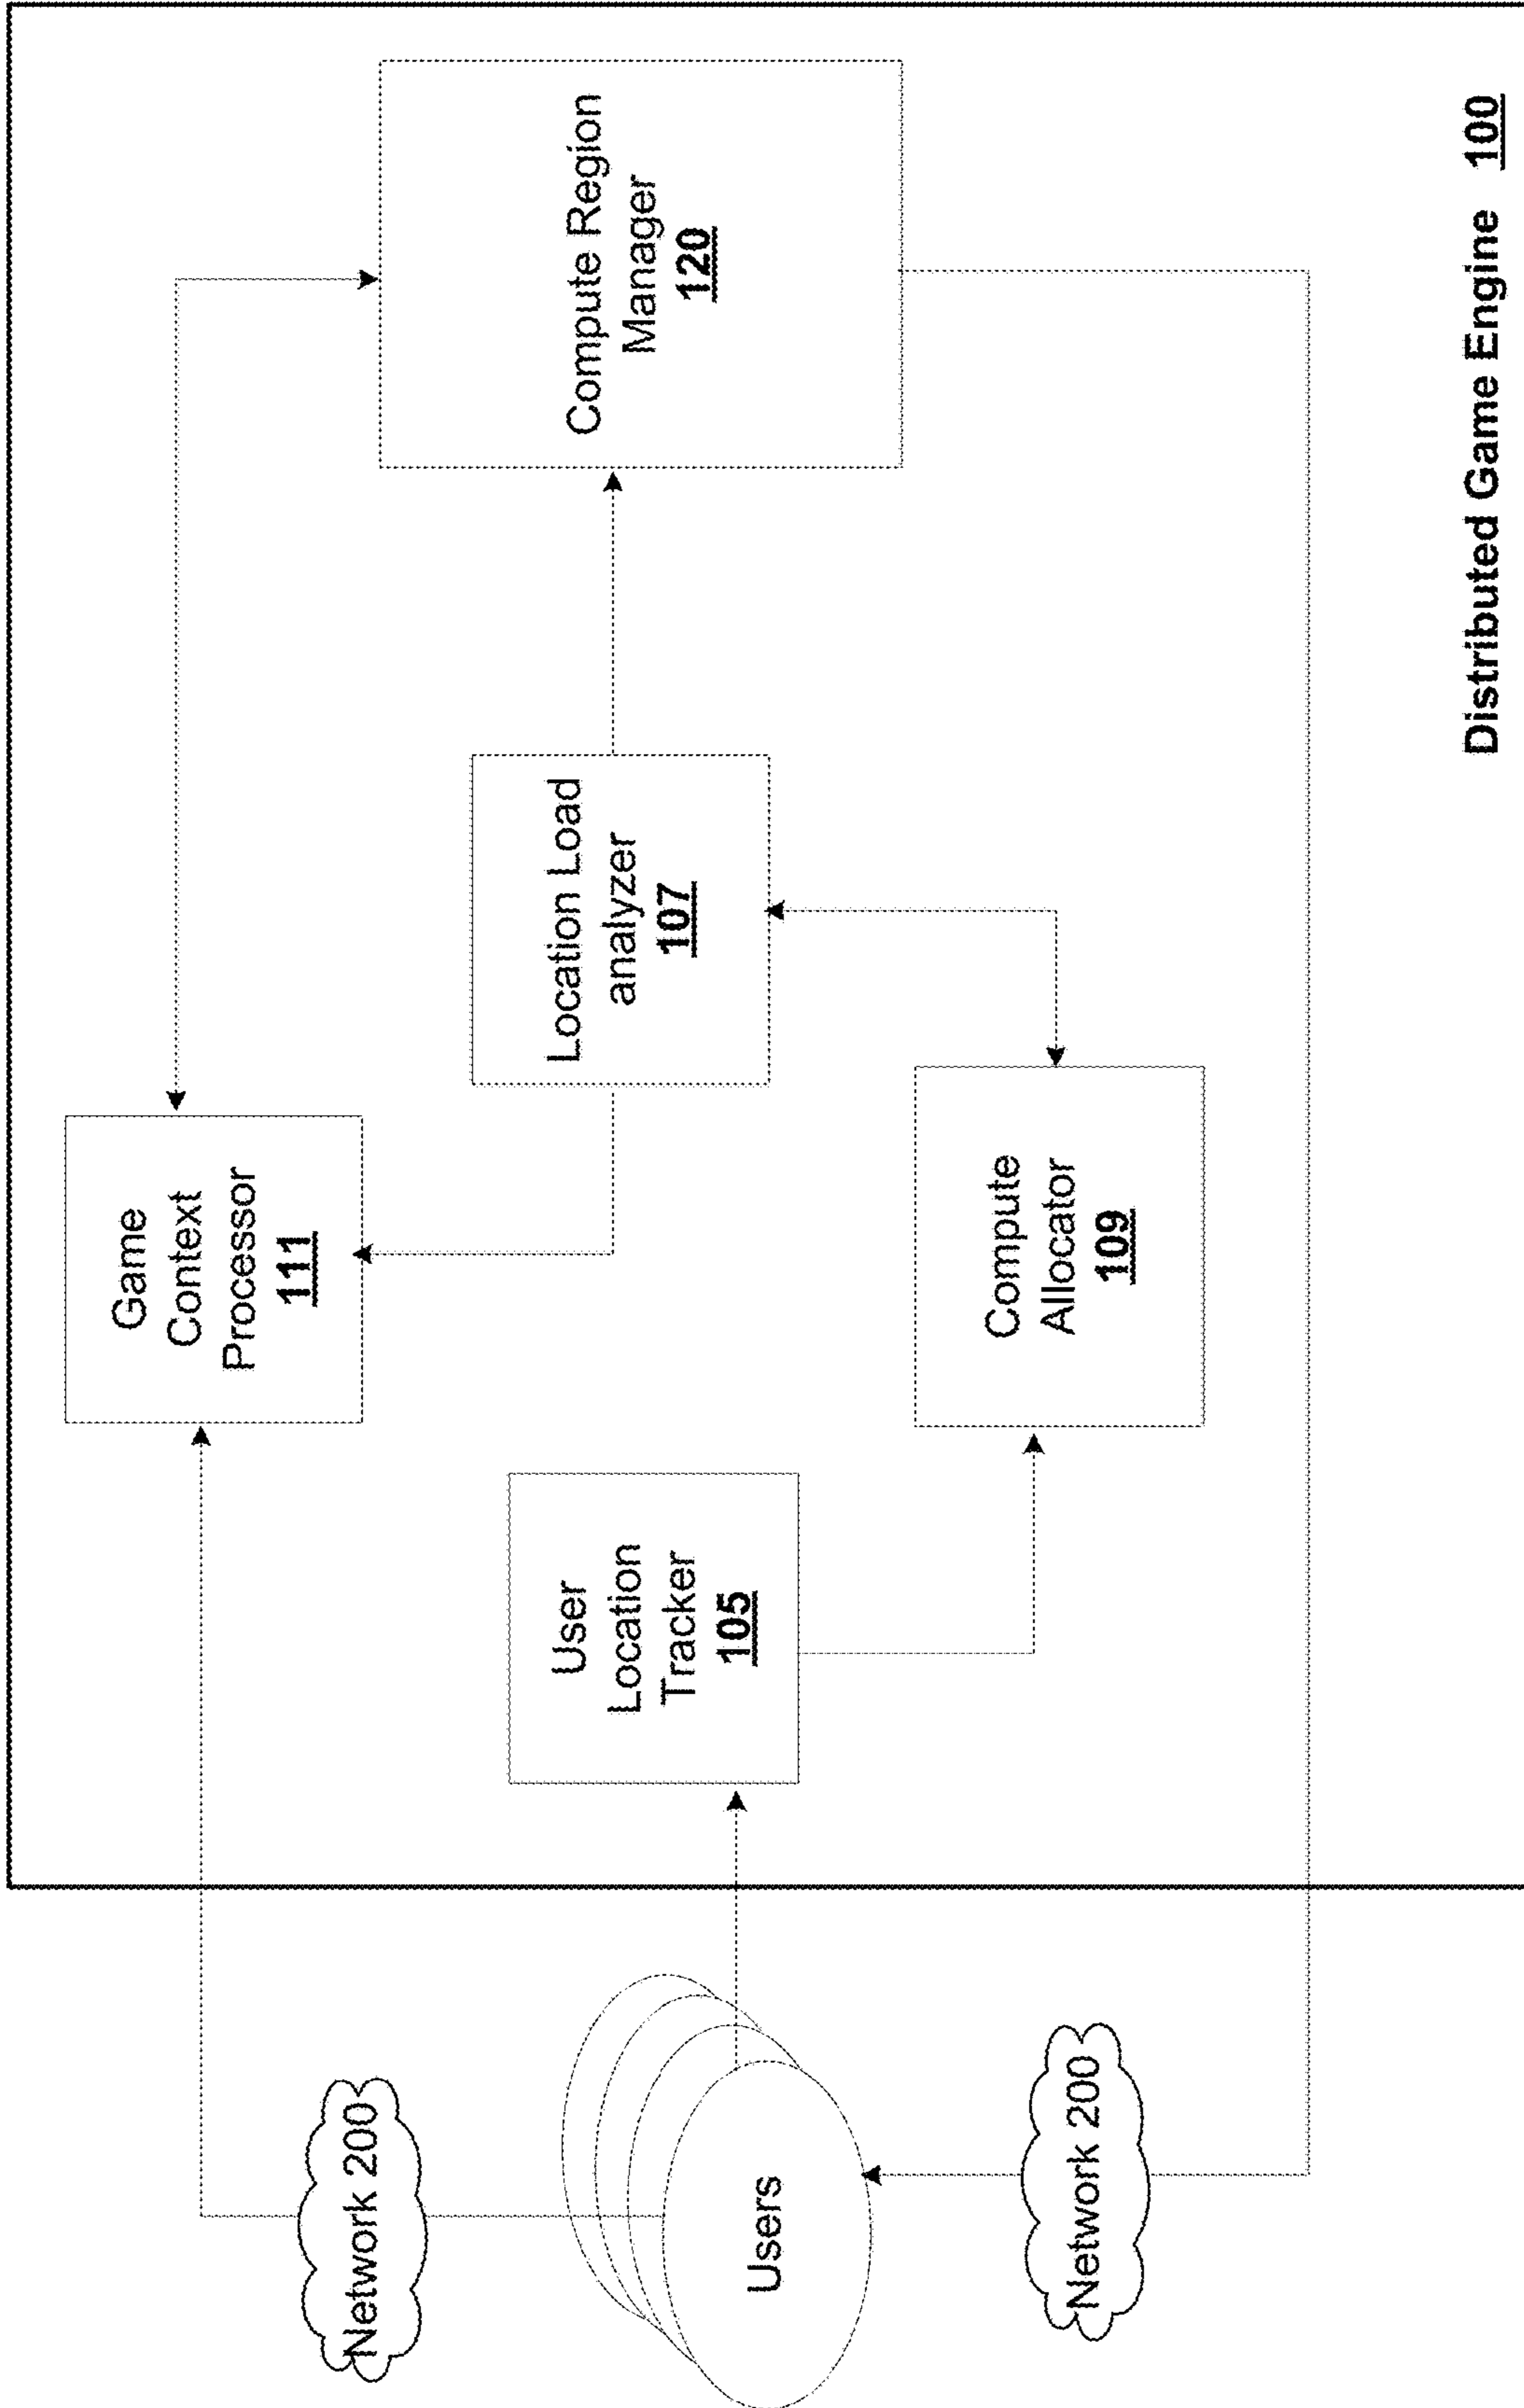 Network 200
Users
Network 200
Game
Context
Processor
111
User
Location
Tracker
105
Location Load
analyzer
107
Compute
Allocator
109
Compute Region
Manager
120
Distributed Game Engine 100